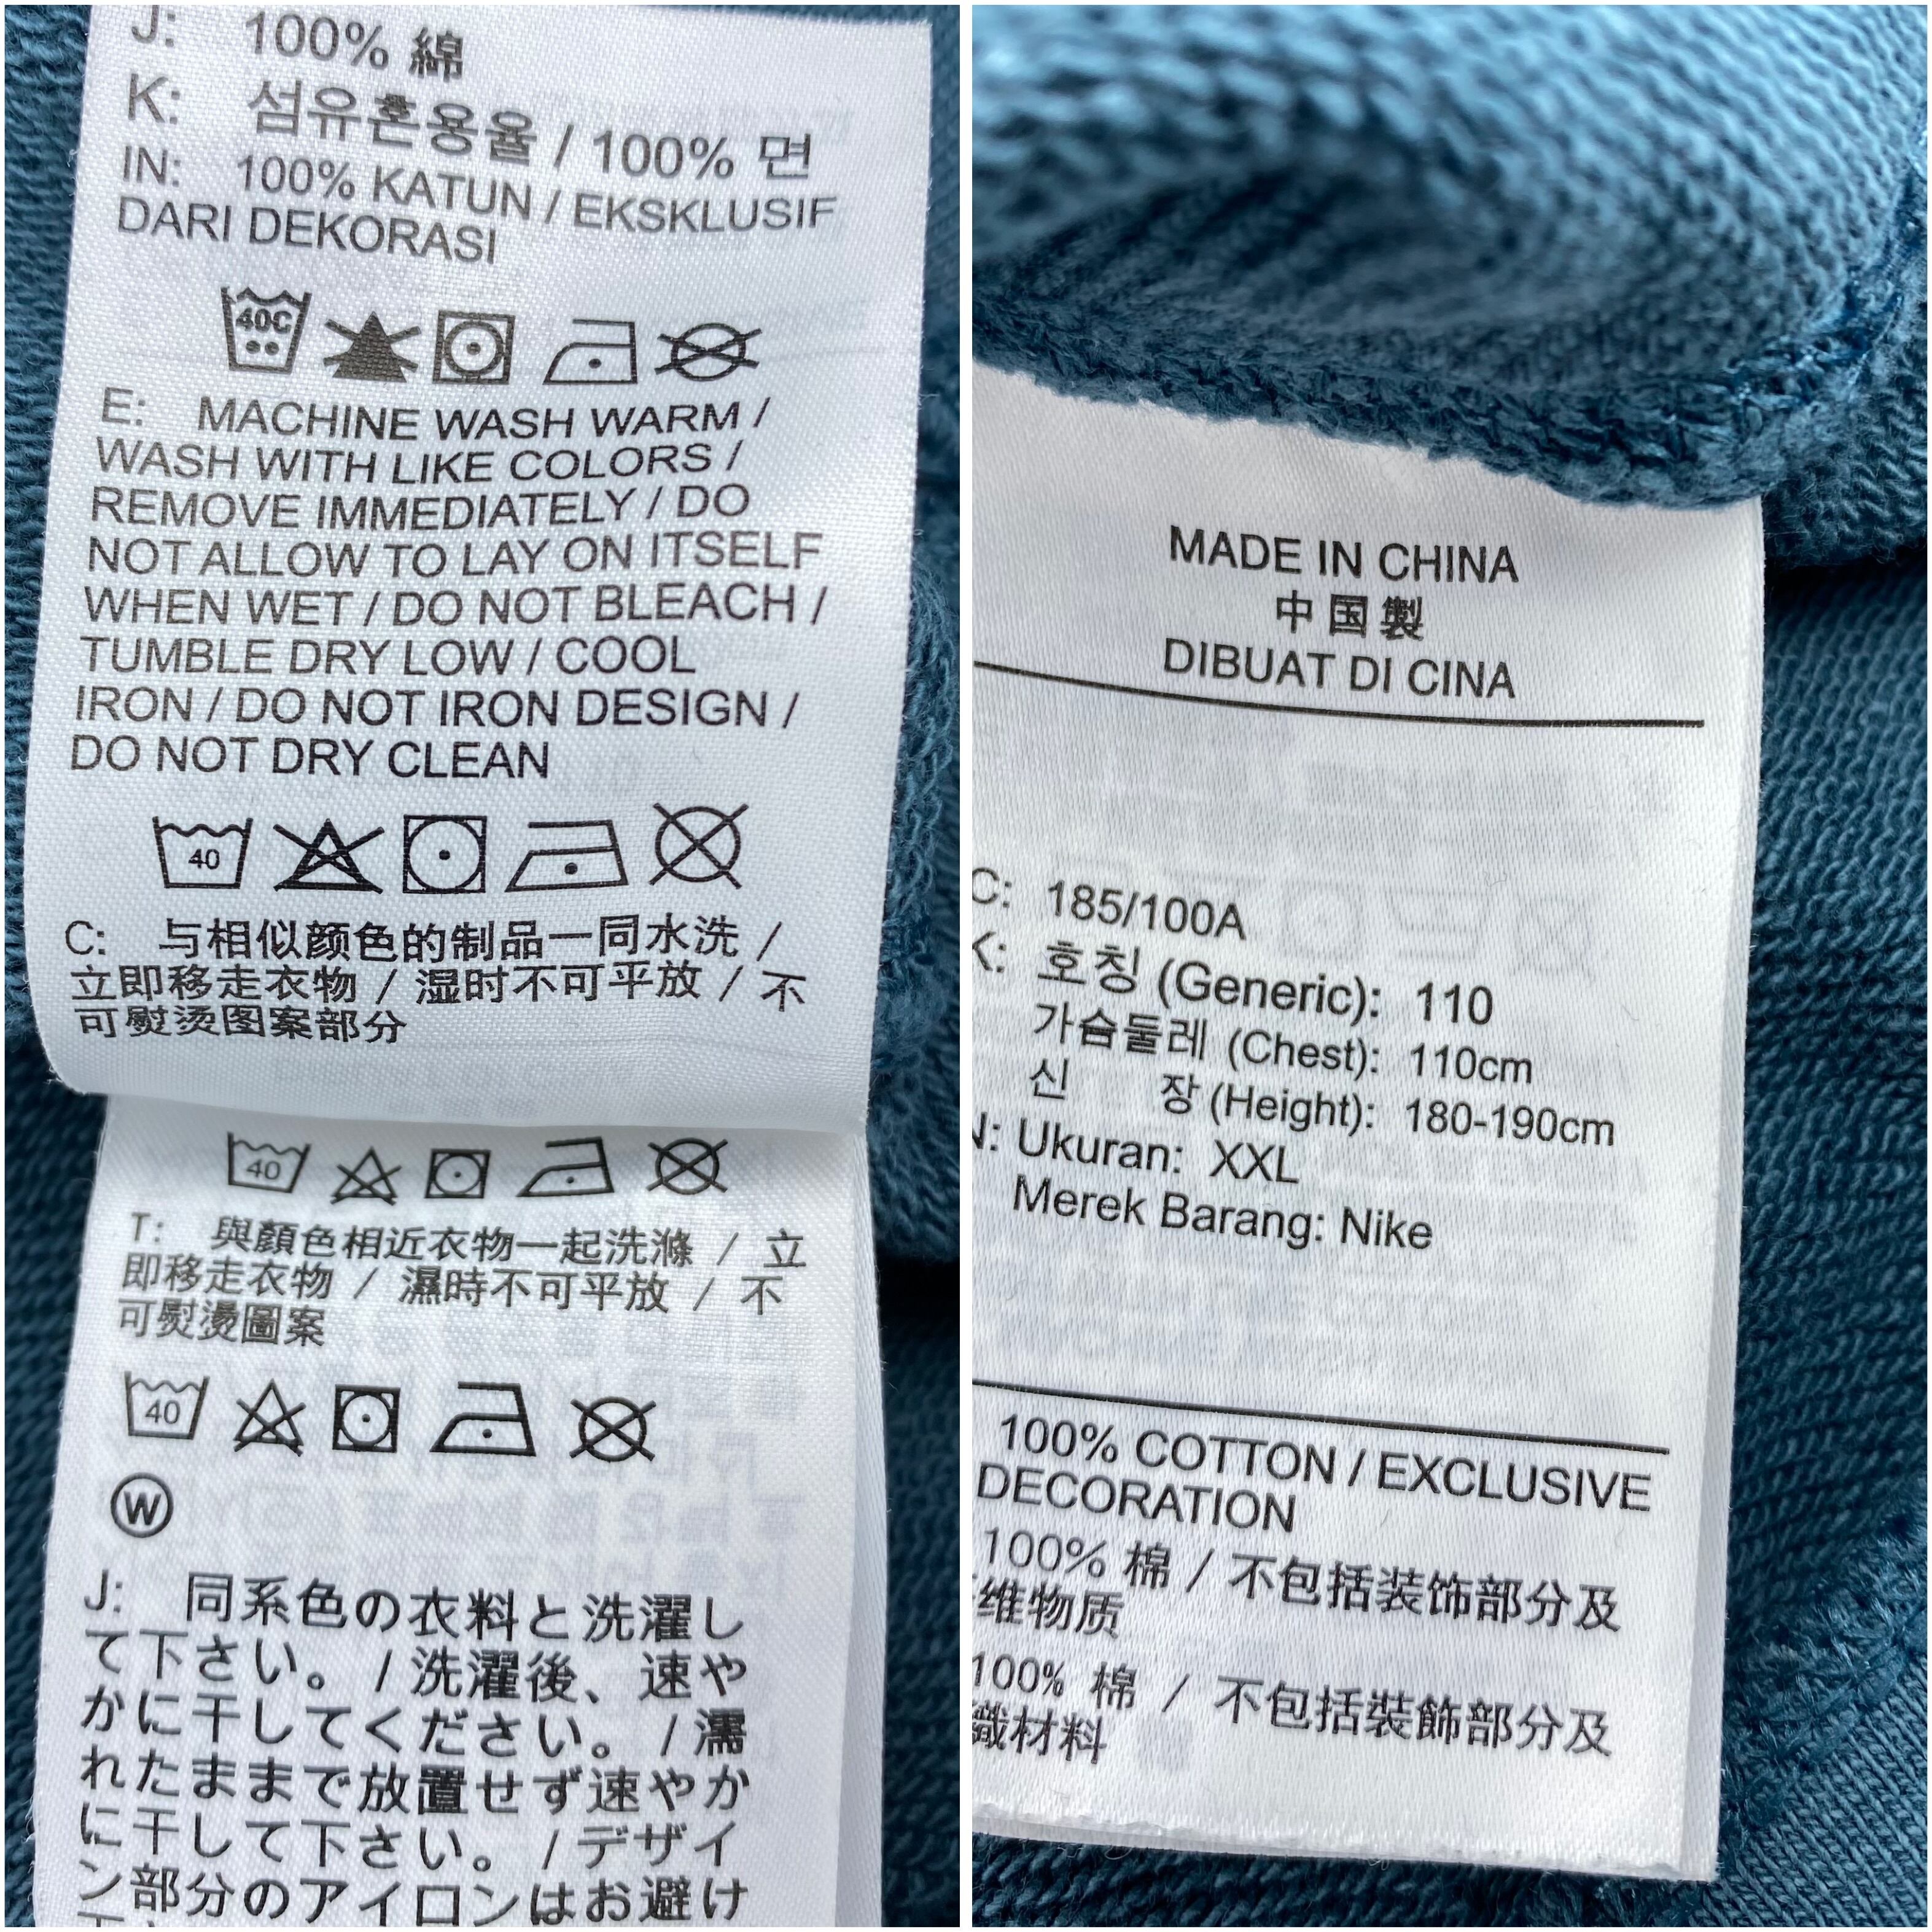 J: 100% 綿
K: 섬유혼용율 / 100% 면
IN: 100% KATUN / EKSKLUSIF
DARI DEKORASI
40C
E: MACHINE WASH WARM /
WASH WITH LIKE COLORS /
REMOVE IMMEDIATELY / DO
NOT ALLOW TO LAY ON ITSELF
WHEN WET / DO NOT BLEACH /
TUMBLE DRY LOW / COOL
IRON / DO NOT IRON DESIGN /
DO NOT DRY CLEAN
40
C: 与相似颜色的制品一同水洗 /
立即移走衣物 / 湿时不可平放 / 不
可熨烫图案部分
40
T: 與顏色相近衣物一起洗滌 / 立
即移走衣物 / 濕時不可平放 / 不
可熨燙圖案
40
W
J: 同系色の衣料と洗濯し
て下さい。 / 洗濯後、速や
かに干してください。 / 濡
れたままで放置せず速やか
に干して下さい。 / デザイ
ン部分のアイロンはお避け
MADE IN CHINA
中国製
DIBUAT DI CINA
C: 185/100A
K: 호칭 (Generic): 110
가슴둘레 (Chest): 110cm
신 장 (Height): 180-190cm
N: Ukuran: XXL
Merek Barang: Nike
100% COTTON / EXCLUSIVE
DECORATION
100% 棉 / 不包括装饰部分及
维物质
100% 棉 / 不包括裝飾部分及
織材料